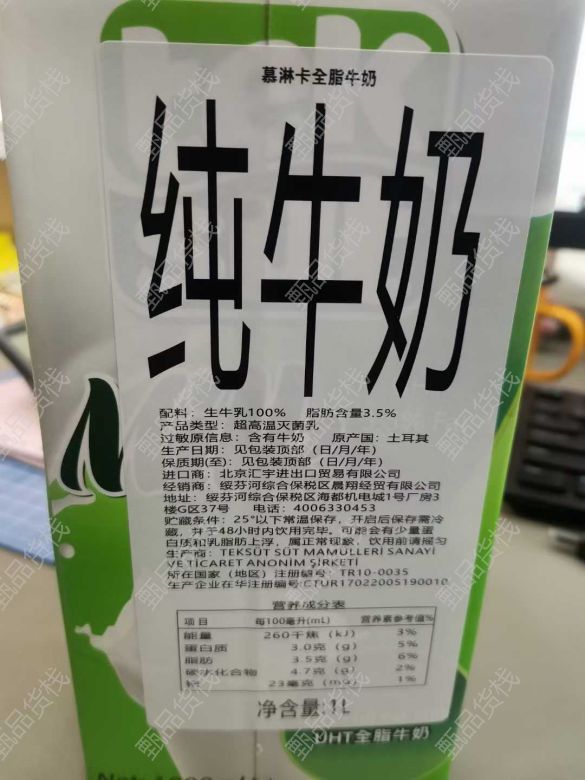 慕淋卡全脂牛奶
纯牛奶
配料：生牛乳100% 脂肪含量3.5%
产品类型：超高温灭菌乳
过敏原信息：含有牛奶 原产国：土耳其
生产日期：见包装顶部（日/月/年）
保质期(至)：见包装顶部（日/月/年）
进口商：北京汇宇进出口贸易有限公司
经销商：绥芬河综合保税区晨翔经贸有限公司
地址：绥芬河综合保税区海都机电城1号厂房3
楼G区37号 电话：4006330453
贮藏条件：25°以下常温保存，开启后保存需冷
藏，并于48小时内饮用完毕。可能会有少量蛋
白质和乳脂肪上浮，属正常现象，饮用前请摇匀
生产商：TEKSÜT SÜT MAMULLERİ SANAYİ
VE TİCARET ANONİM ŞİRKETİ
所在国家（地区）注册编号：TR10-0035
生产企业在华注册编号:CTUR17022005190010
营养成分表
项目 每100毫升(mL) 营养素参考值%
能量 260千焦（kJ） 3%
蛋白质 3.0克（g） 5%
脂肪 3.5克（g） 6%
碳水化合物 4.7克（g） 2%
23毫克（mg） 1%
净含量:1L
UHT全脂牛奶
甄品货栈